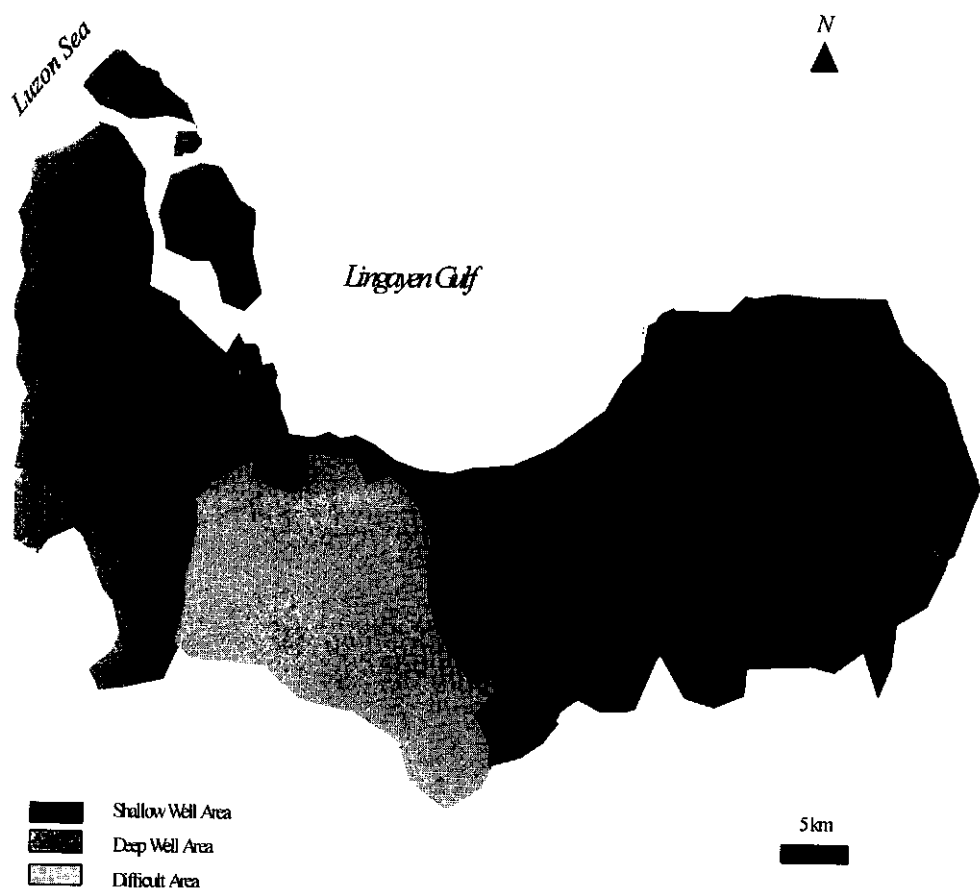 Luzon Sea
N
Lingayen Gulf
Shallow Well Area
Deep Well Area
Difficult Area
5 km